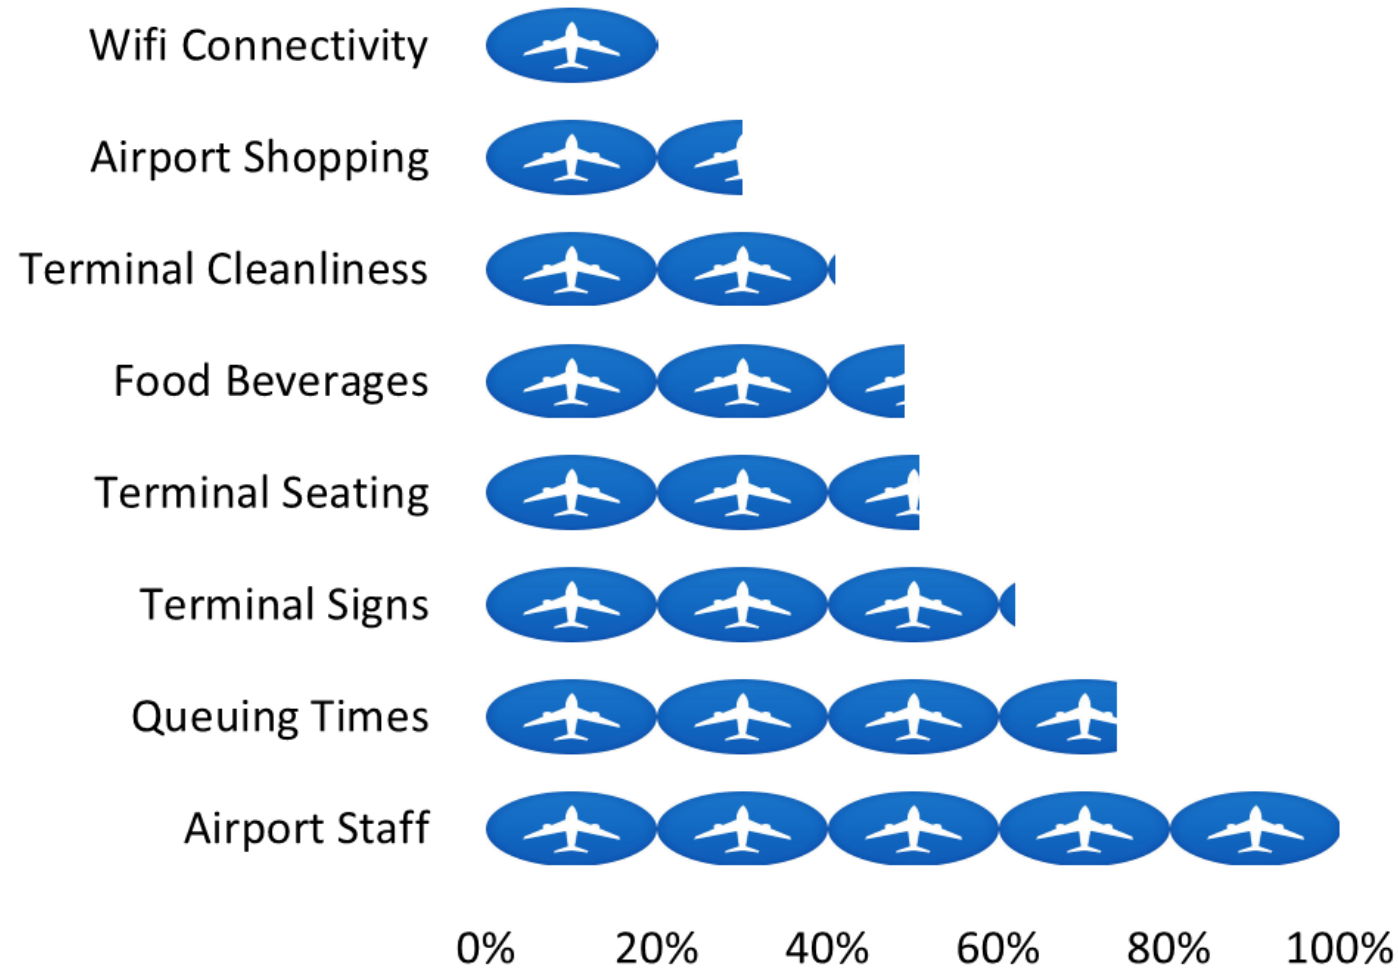 Wifi Connectivity
Airport Shopping
Terminal Cleanliness
Food Beverages
Terminal Seating
Terminal Signs
Queuing Times
Airport Staff
0% 20% 40% 60% 80% 100%